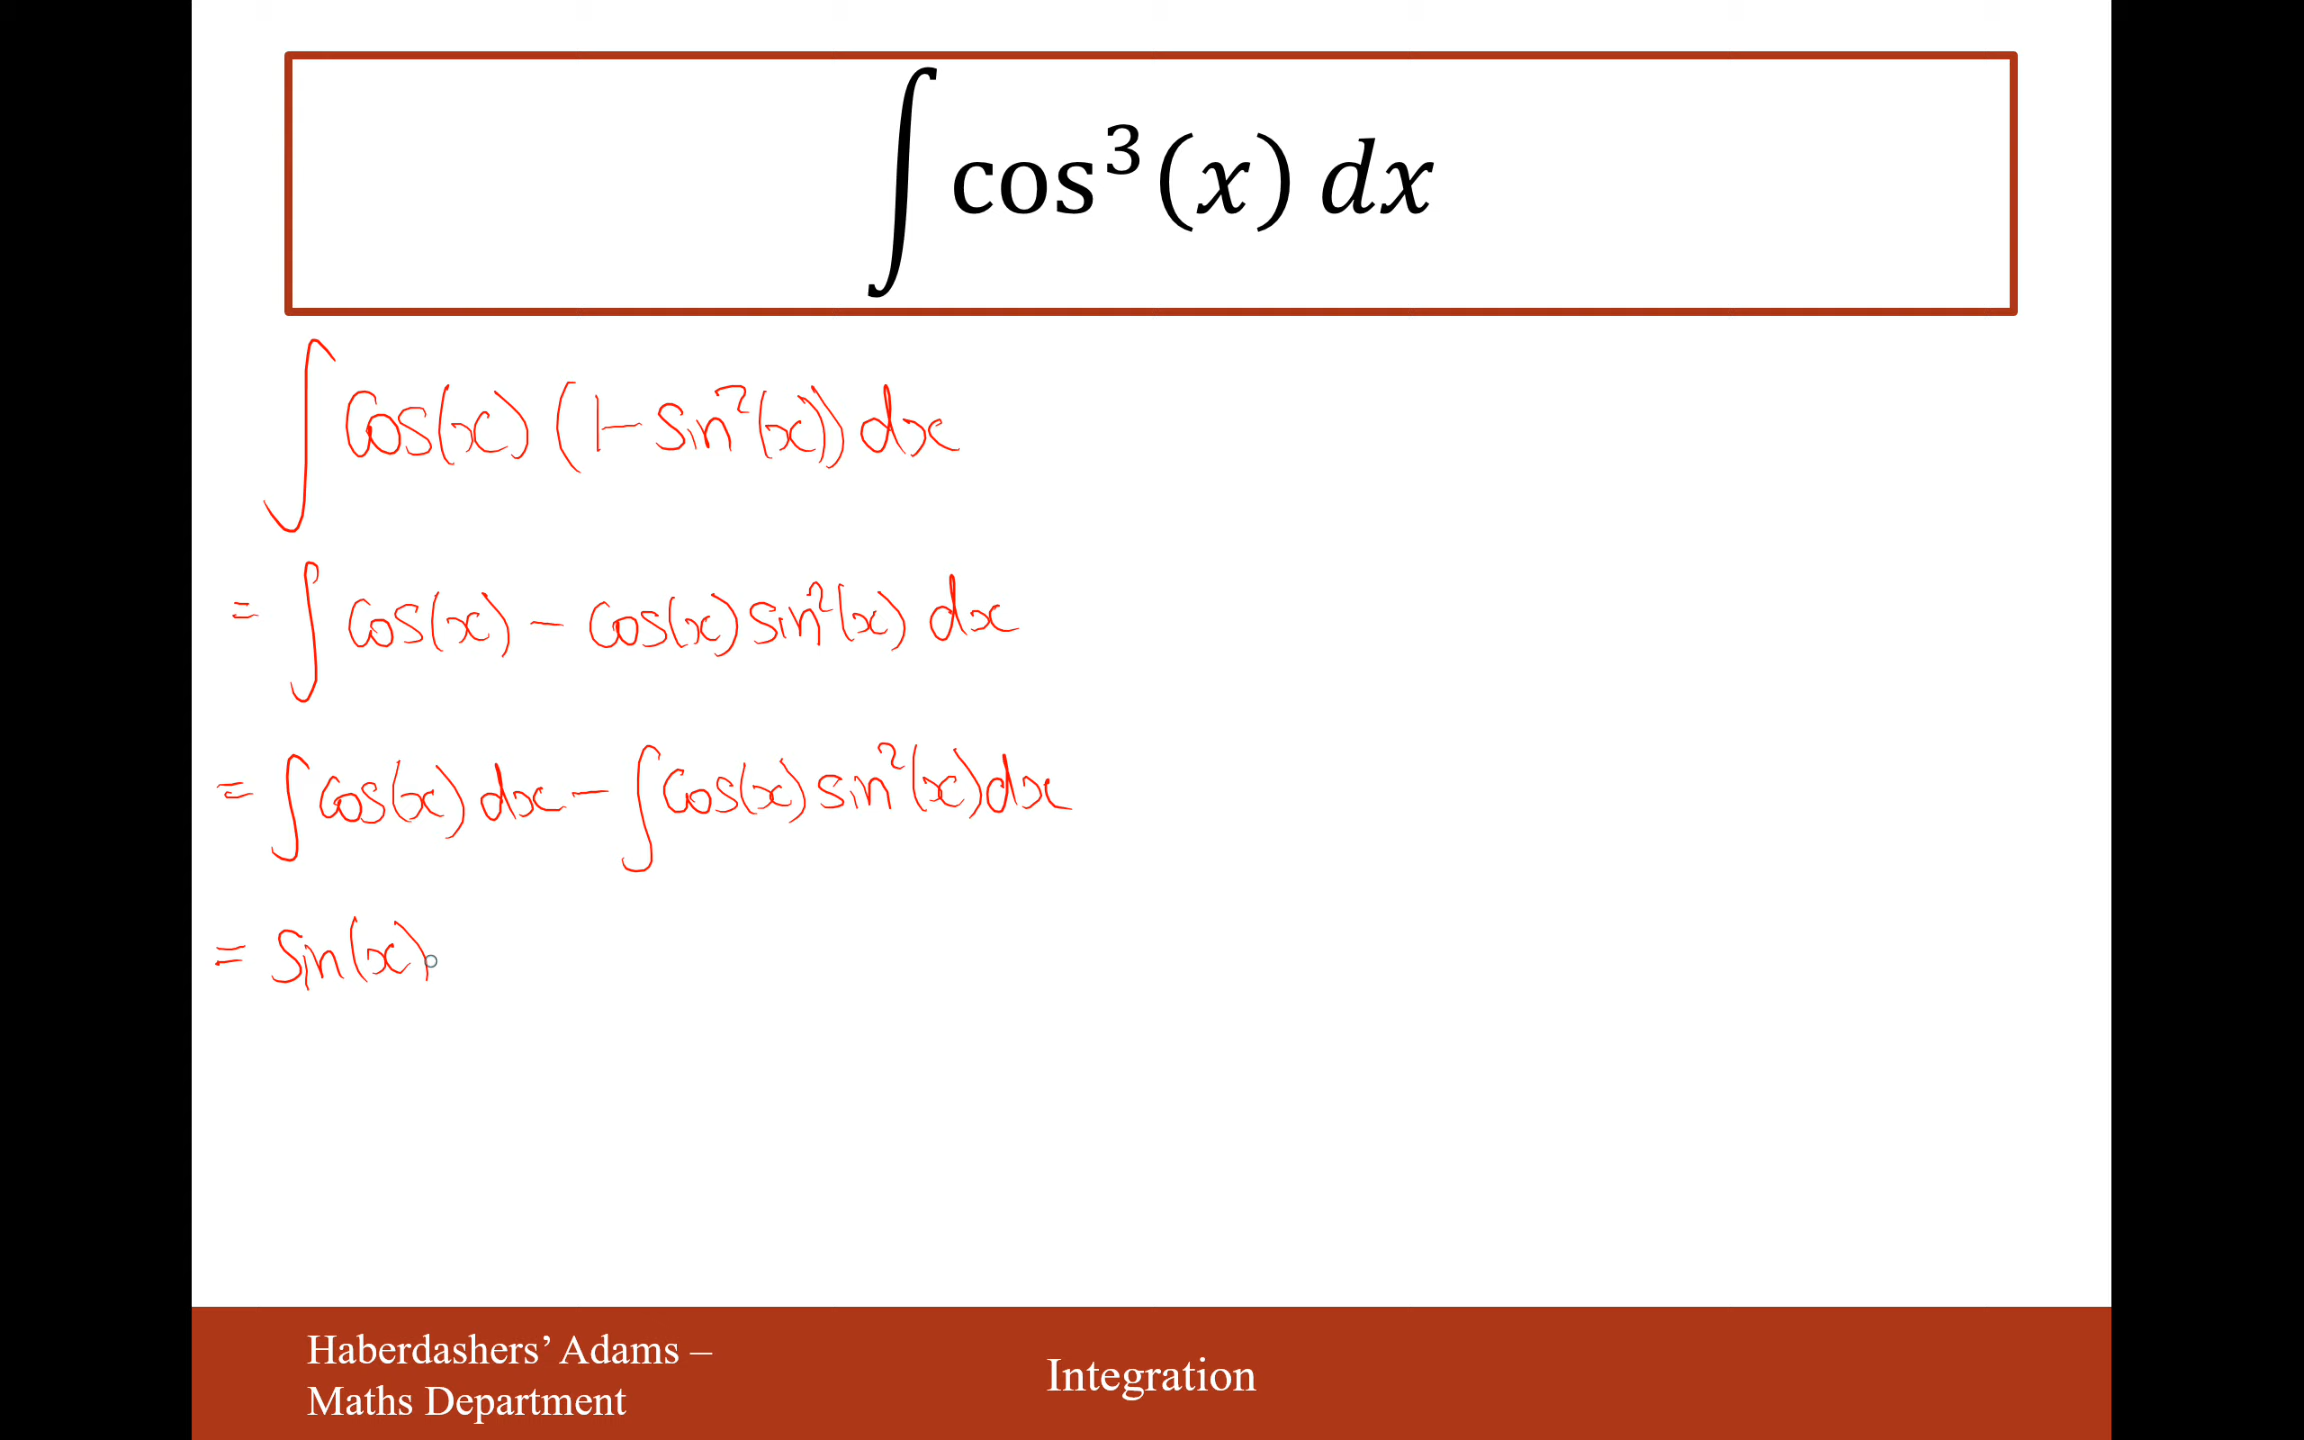 ∫ cos³(x) dx
∫ Cos(x) (1 - Sin²(x)) dx
= ∫ Cos(x) - Cos(x) sin²(x) dx
= ∫ Cos(x) dx - ∫ Cos(x) sin²(x) dx
= Sin(x)
Haberdashers’ Adams –
Maths Department
Integration